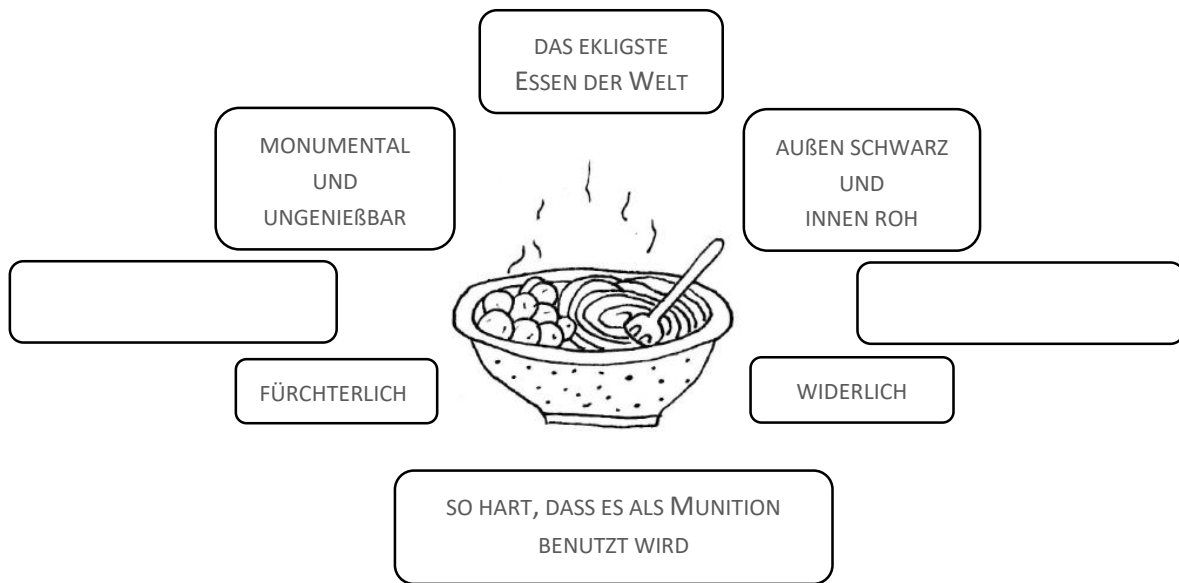 DAS EKLIGSTE
ESSEN DER WELT
MONUMENTAL
UND
UNGENIEßBAR
AUßEN SCHWARZ
UND
INNEN ROH
FÜRCHTERLICH
WIDERLICH
SO HART, DASS ES ALS MUNITION
BENUTZT WIRD